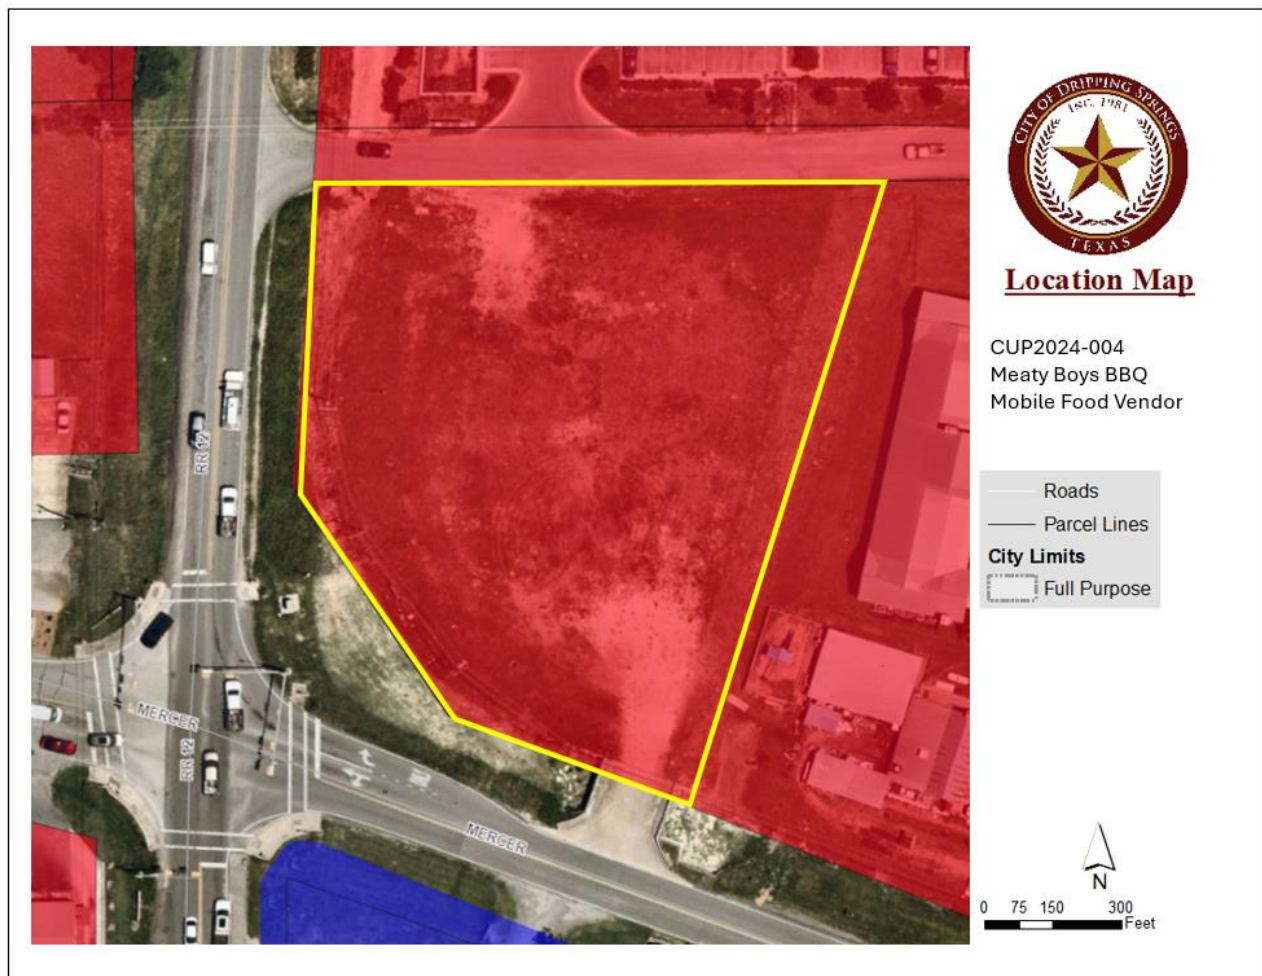 CITY OF DRIPPING SPRINGS
INC. 1981
TEXAS
Location Map
CUP2024-004
Meaty Boys BBQ
Mobile Food Vendor
Roads
Parcel Lines
City Limits
Full Purpose
RR 12
MERCER
RR 12
MERCER
N
0 75 150 300
Feet